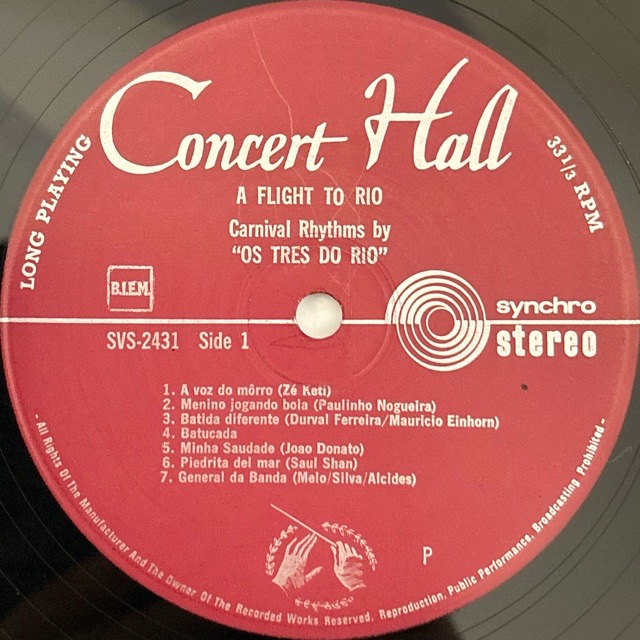 Concert Hall
LONG PLAYING
33 1/3 RPM
A FLIGHT TO RIO
Carnival Rhythms by
"OS TRES DO RIO"
B.I.E.M.
SVS-2431 Side 1
synchro
stereo
1. A voz do môrro (Zé Keti)
2. Menino jogando bola (Paulinho Nogueira)
3. Batida diferente (Durval Ferreira/Mauricio Einhorn)
4. Batucada
5. Minha Saudade (Joao Donato)
6. Piedrita del mar (Saul Shan)
7. General da Banda (Melo/Silva/Alcides)
P
- All Rights Of The Manufacturer And The Owner Of The Recorded Works Reserved. Reproduction, Public Performance, Broadcasting Prohibited -